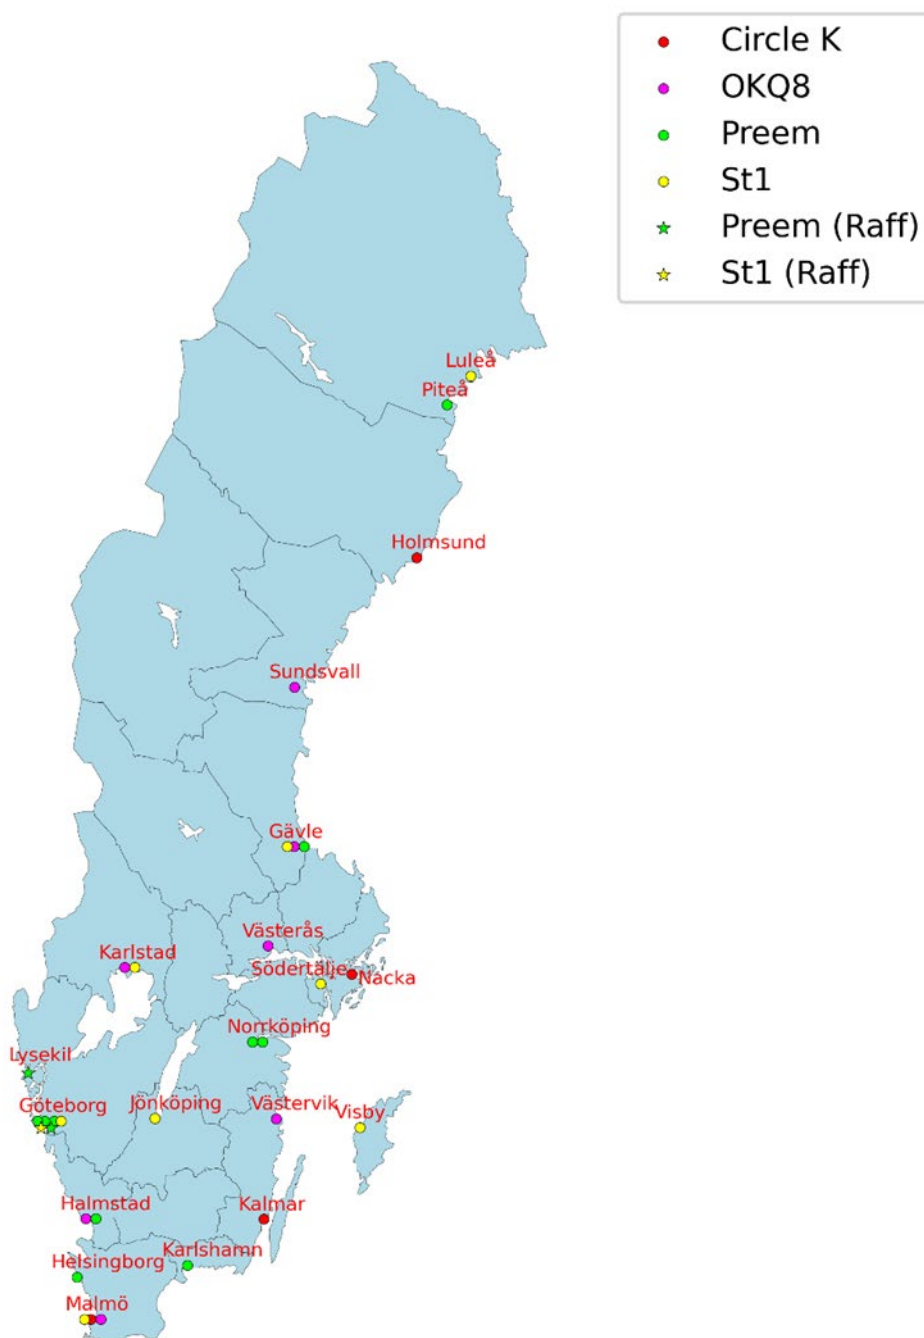 Circle K
OKQ8
Preem
St1
Preem (Raff)
St1 (Raff)
Luleå
Piteå
Holmsund
Sundsvall
Gävle
Västerås
Karlstad
Södertälje
Nacka
Norrköping
Lysekil
Göteborg
Jönköping
Västervik
Visby
Halmstad
Kalmar
Karlshamn
Helsingborg
Malmö